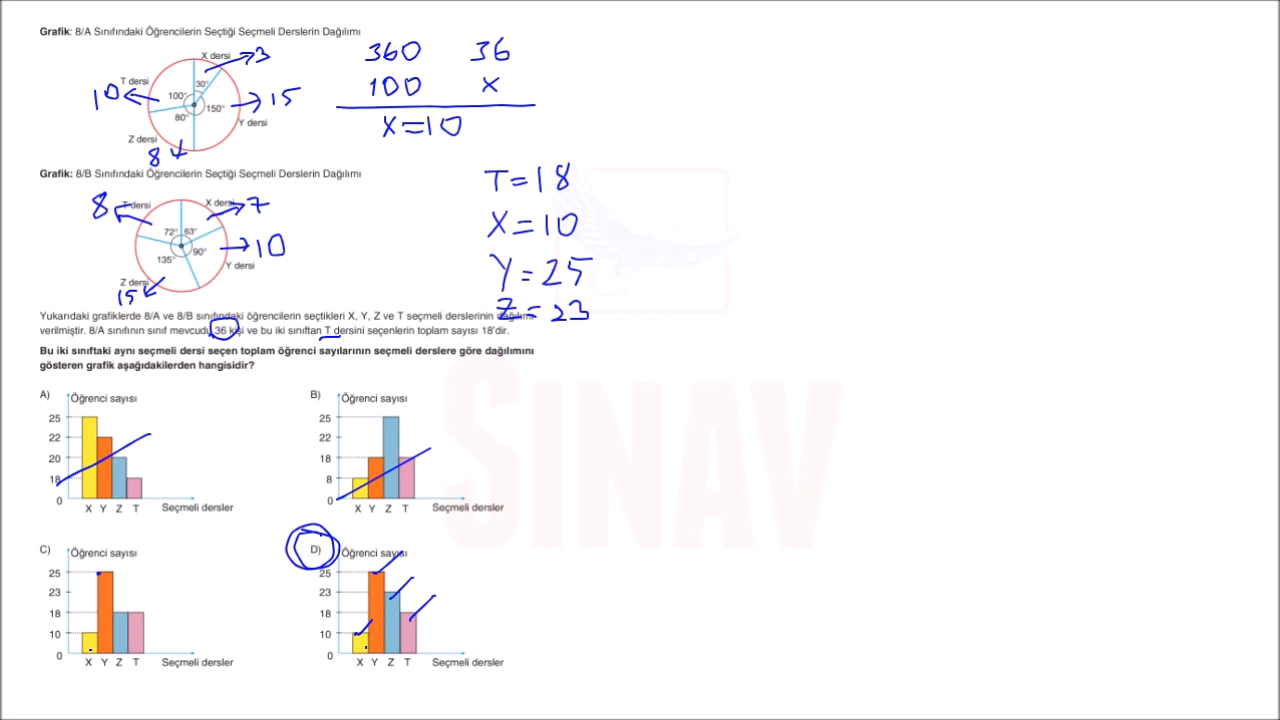 Grafik: 8/A Sınıfındaki Öğrencilerin Seçtiği Seçmeli Derslerin Dağılımı
X dersi
3
T dersi
10
30°
100°
150°
15
80°
Y dersi
Z dersi
8
360 36
100 X
X=10
Grafik: 8/B Sınıfındaki Öğrencilerin Seçtiği Seçmeli Derslerin Dağılımı
8
T dersi
X dersi
7
72°
63°
90°
10
135°
Y dersi
Z dersi
15
T=18
X=10
Y=25
Z=23
Yukarıdaki grafiklerde 8/A ve 8/B sınıfındaki öğrencilerin seçtikleri X, Y, Z ve T seçmeli derslerinin dağılımı
verilmiştir. 8/A sınıfının sınıf mevcudu 36 kişi ve bu iki sınıftan T dersini seçenlerin toplam sayısı 18'dir.
Bu iki sınıftaki aynı seçmeli dersi seçen toplam öğrenci sayılarının seçmeli derslere göre dağılımını
gösteren grafik aşağıdakilerden hangisidir?
A)
Öğrenci sayısı
25
22
20
18
0
X Y Z T
Seçmeli dersler
B)
Öğrenci sayısı
25
22
18
8
0
X Y Z T
Seçmeli dersler
C)
Öğrenci sayısı
25
23
18
10
0
X Y Z T
Seçmeli dersler
D)
Öğrenci sayısı
25
23
18
10
0
X Y Z T
Seçmeli dersler
SINAV